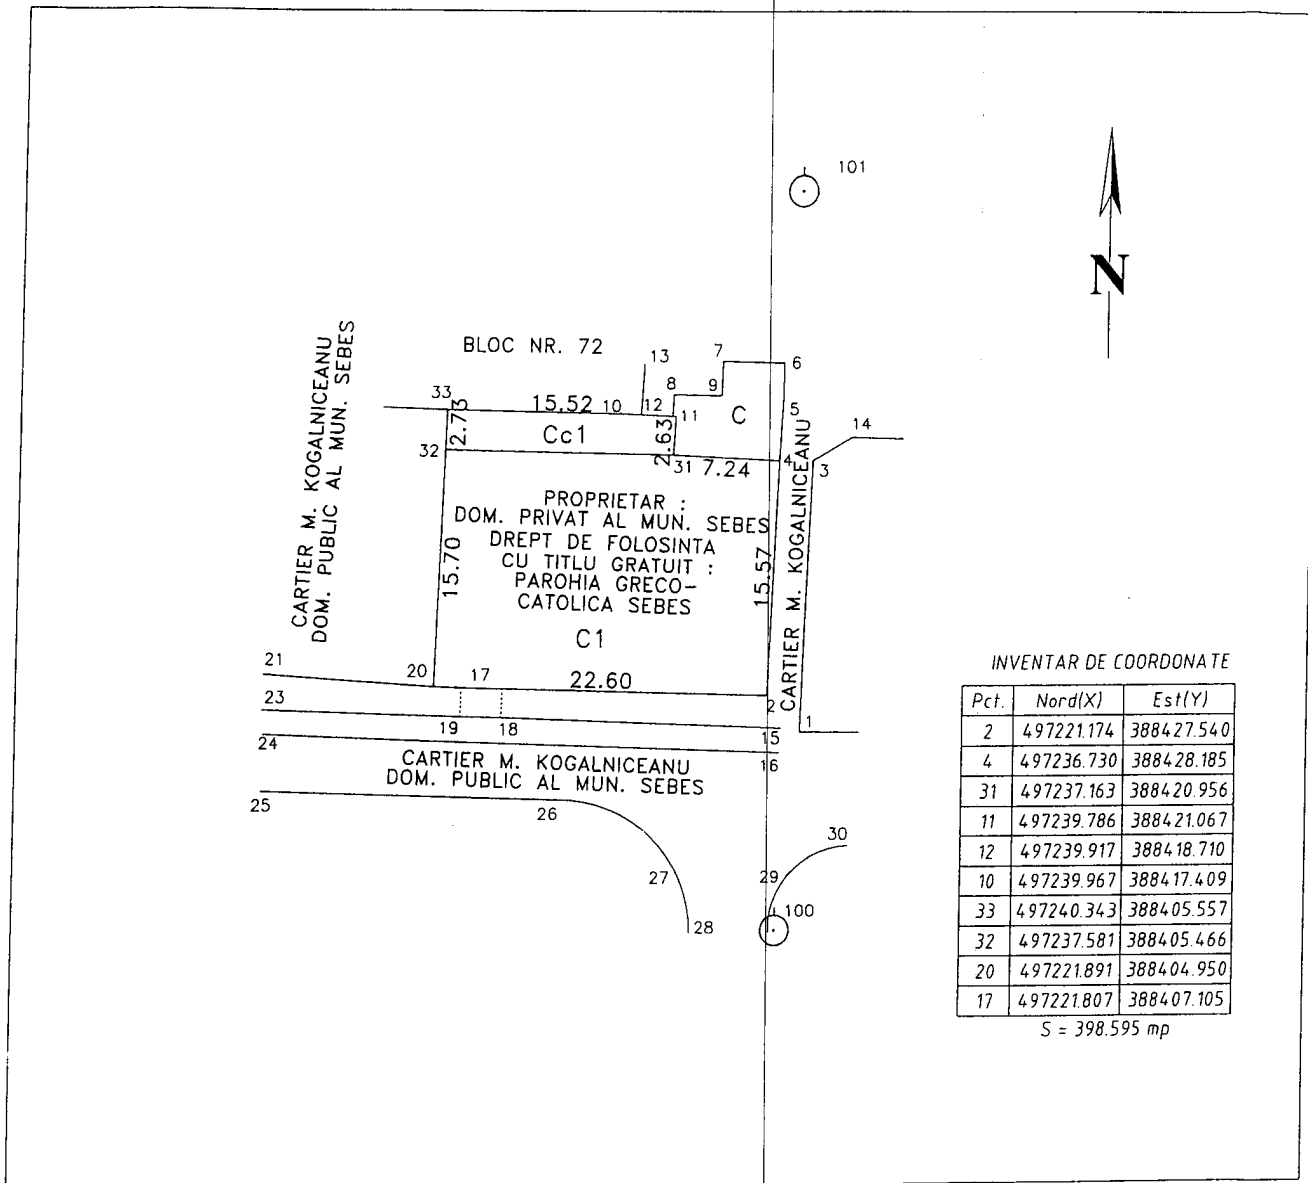 101
N
BLOC NR. 72
13
7
6
8
9
33
15.52
10
12
11
C
5
14
2.73
Cc1
2.63
32
31
7.24
4
3
CARTIER M. KOGALNICEANU
DOM. PUBLIC AL MUN. SEBES
PROPRIETAR :
DOM. PRIVAT AL MUN. SEBES
DREPT DE FOLOSINTA
CU TITLU GRATUIT :
PAROHIA GRECO-
CATOLICA SEBES
15.70
15.57
CARTIER M. KOGALNICEANU
C1
21
20
17
22.60
23
2
1
19
18
15
24
16
CARTIER M. KOGALNICEANU
DOM. PUBLIC AL MUN. SEBES
25
26
30
27
29
28
100
INVENTAR DE COORDONATE
Pct. Nord(X) Est(Y)
2 497221.174 388427.540
4 497236.730 388428.185
31 497237.163 388420.956
11 497239.786 388421.067
12 497239.917 388418.710
10 497239.967 388417.409
33 497240.343 388405.557
32 497237.581 388405.466
20 497221.891 388404.950
17 497221.807 388407.105
S = 398.595 mp